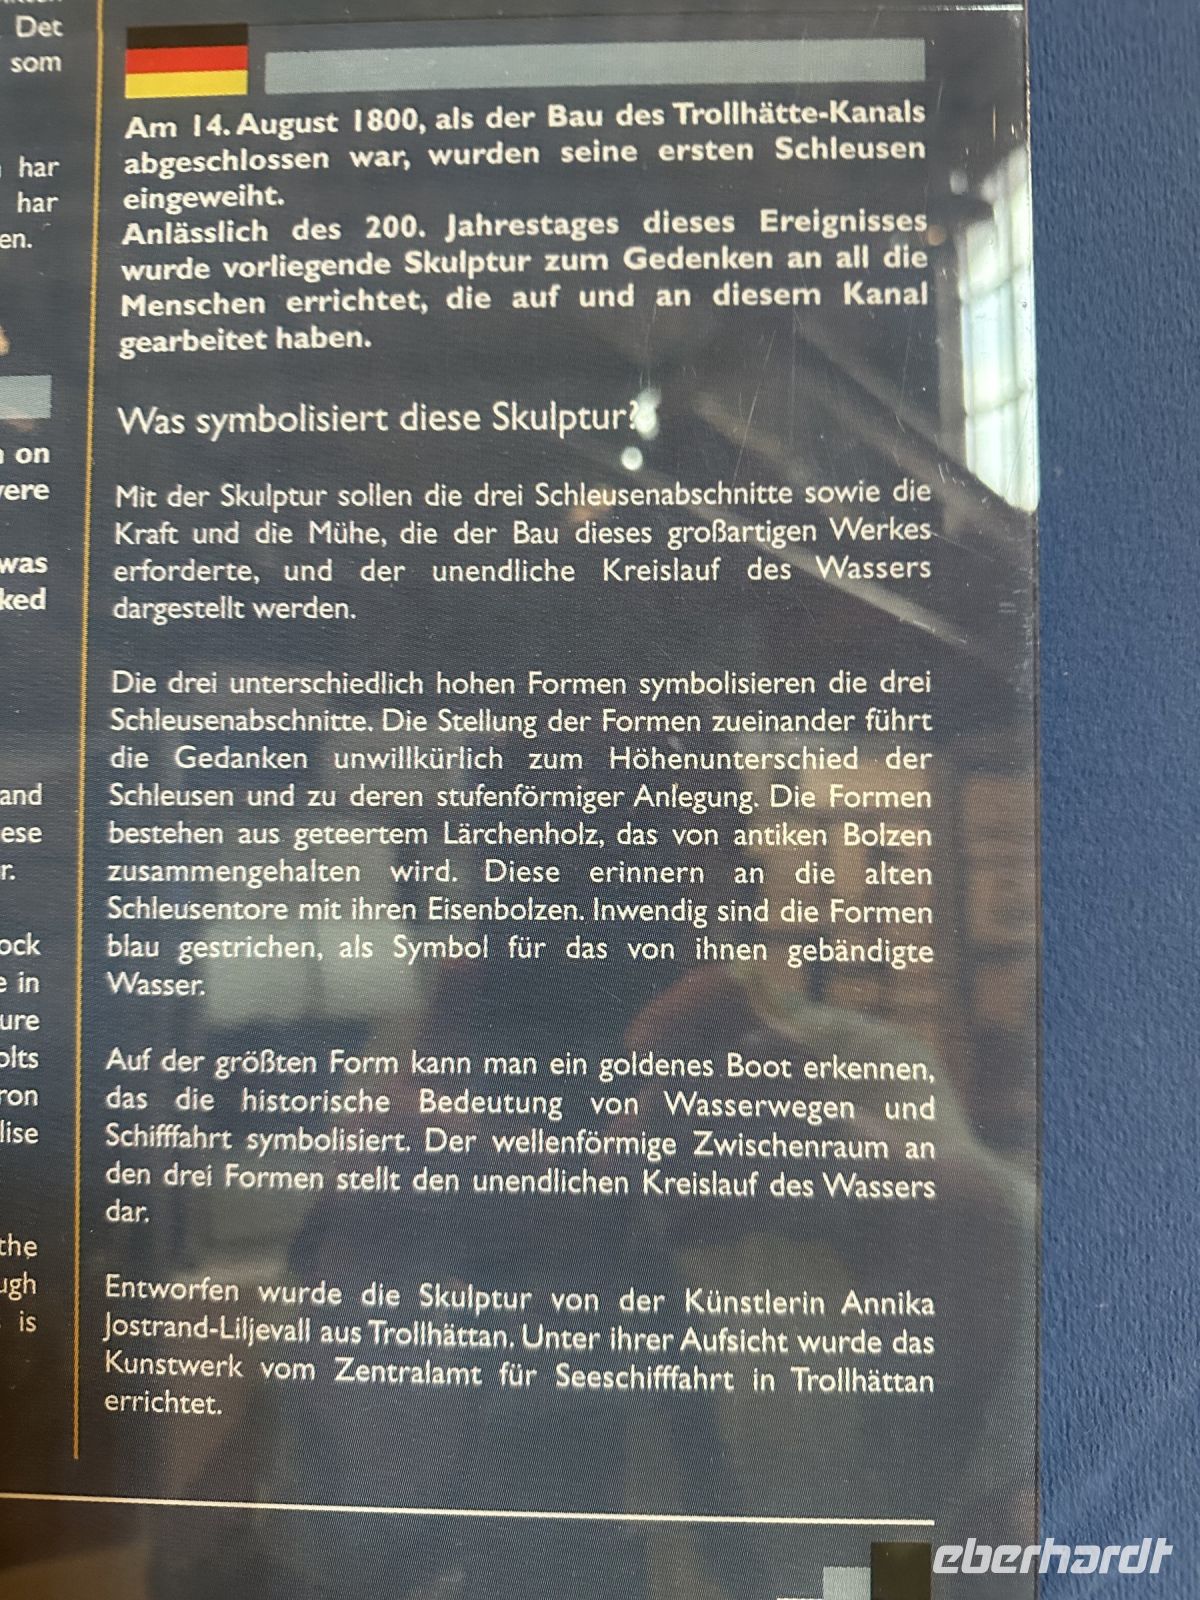 Det
som
har
har
en.
on
vere
was
ked
and
ese
r.
ock
e in
ure
olts
ron
lise
the
ugh
is
Am 14. August 1800, als der Bau des Trollhätte-Kanals
abgeschlossen war, wurden seine ersten Schleusen
eingeweiht.
Anlässlich des 200. Jahrestages dieses Ereignisses
wurde vorliegende Skulptur zum Gedenken an all die
Menschen errichtet, die auf und an diesem Kanal
gearbeitet haben.
Was symbolisiert diese Skulptur?
Mit der Skulptur sollen die drei Schleusenabschnitte sowie die
Kraft und die Mühe, die der Bau dieses großartigen Werkes
erforderte, und der unendliche Kreislauf des Wassers
dargestellt werden.
Die drei unterschiedlich hohen Formen symbolisieren die drei
Schleusenabschnitte. Die Stellung der Formen zueinander führt
die Gedanken unwillkürlich zum Höhenunterschied der
Schleusen und zu deren stufenförmiger Anlegung. Die Formen
bestehen aus geteertem Lärchenholz, das von antiken Bolzen
zusammengehalten wird. Diese erinnern an die alten
Schleusentore mit ihren Eisenbolzen. Inwendig sind die Formen
blau gestrichen, als Symbol für das von ihnen gebändigte
Wasser.
Auf der größten Form kann man ein goldenes Boot erkennen,
das die historische Bedeutung von Wasserwegen und
Schifffahrt symbolisiert. Der wellenförmige Zwischenraum an
den drei Formen stellt den unendlichen Kreislauf des Wassers
dar.
Entworfen wurde die Skulptur von der Künstlerin Annika
Jostrand-Liljevall aus Trollhättan. Unter ihrer Aufsicht wurde das
Kunstwerk vom Zentralamt für Seeschifffahrt in Trollhättan
errichtet.
eberhardt